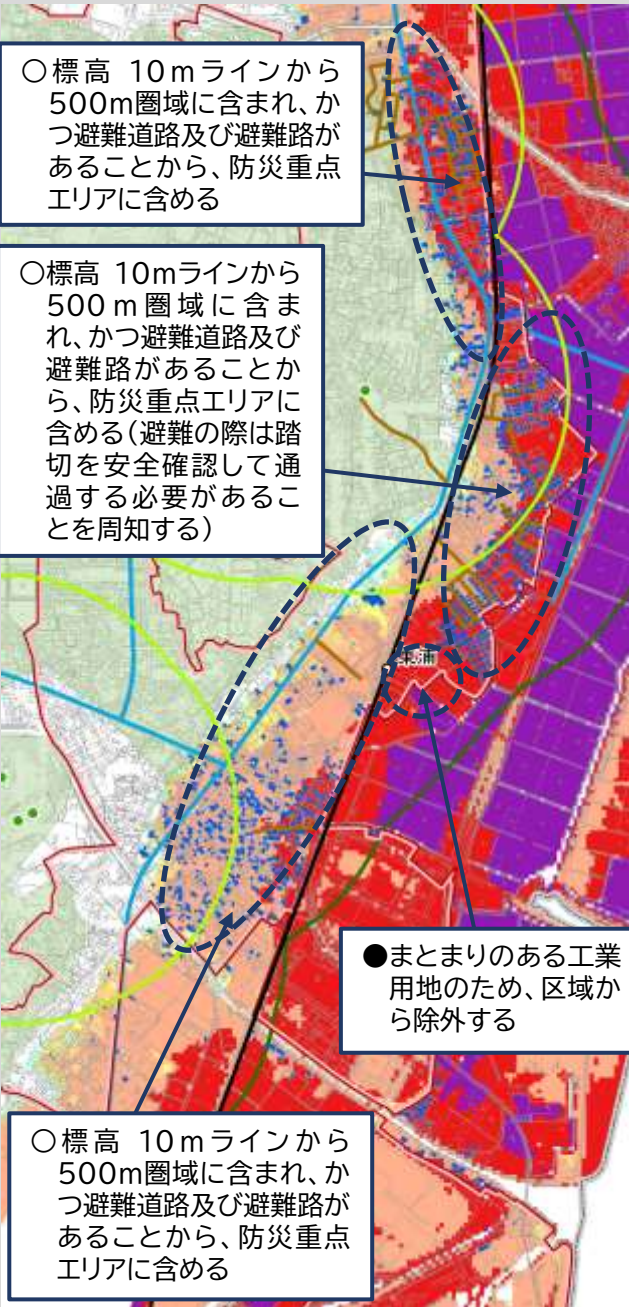 ○標高 10mラインから
500m圏域に含まれ、か
つ避難道路及び避難路が
あることから、防災重点
エリアに含める
○標高 10mラインから
500m圏域に含ま
れ、かつ避難道路及び
避難路があることか
ら、防災重点エリアに
含める(避難の際は踏
切を安全確認して通
過する必要があるこ
とを周知する)
●まとまりのある工業
用地のため、区域か
ら除外する
○標高 10mラインから
500m圏域に含まれ、か
つ避難道路及び避難路が
あることから、防災重点
エリアに含める